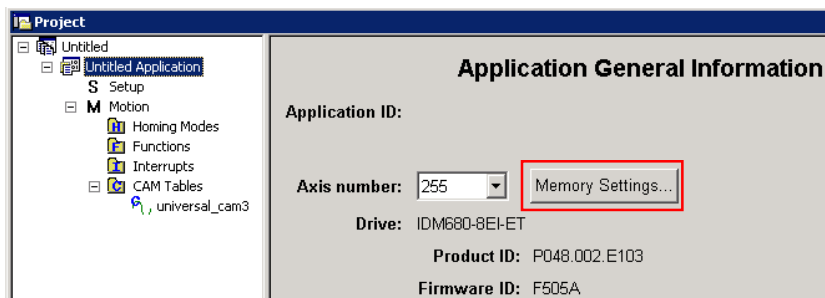 Project
Untitled
Untitled Application
S Setup
M Motion
H Homing Modes
F Functions
I Interrupts
C CAM Tables
universal_cam3
Application General Information
Application ID:
Axis number: 255 Memory Settings...
Drive: IDM680-8EI-ET
Product ID: P048.002.E103
Firmware ID: F505A